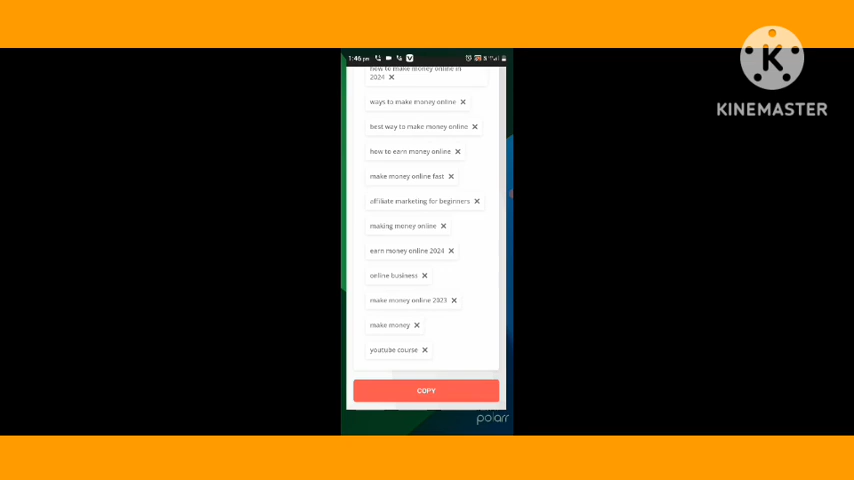 1:46 pm
how to make money online in
2024 ×
ways to make money online ×
best way to make money online ×
how to earn money online ×
make money online fast ×
affiliate marketing for beginners ×
making money online ×
earn money online 2024 ×
online business ×
make money online 2023 ×
make money ×
youtube course ×
COPY
polarr
K
KINEMASTER